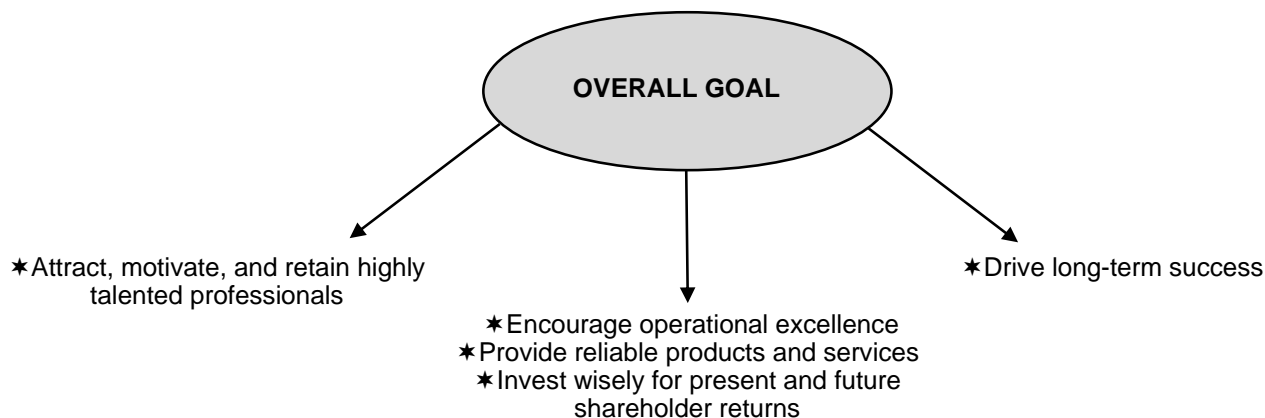 OVERALL GOAL
✶Attract, motivate, and retain highly
talented professionals
✶Drive long-term success
✶Encourage operational excellence
✶Provide reliable products and services
✶Invest wisely for present and future
shareholder returns